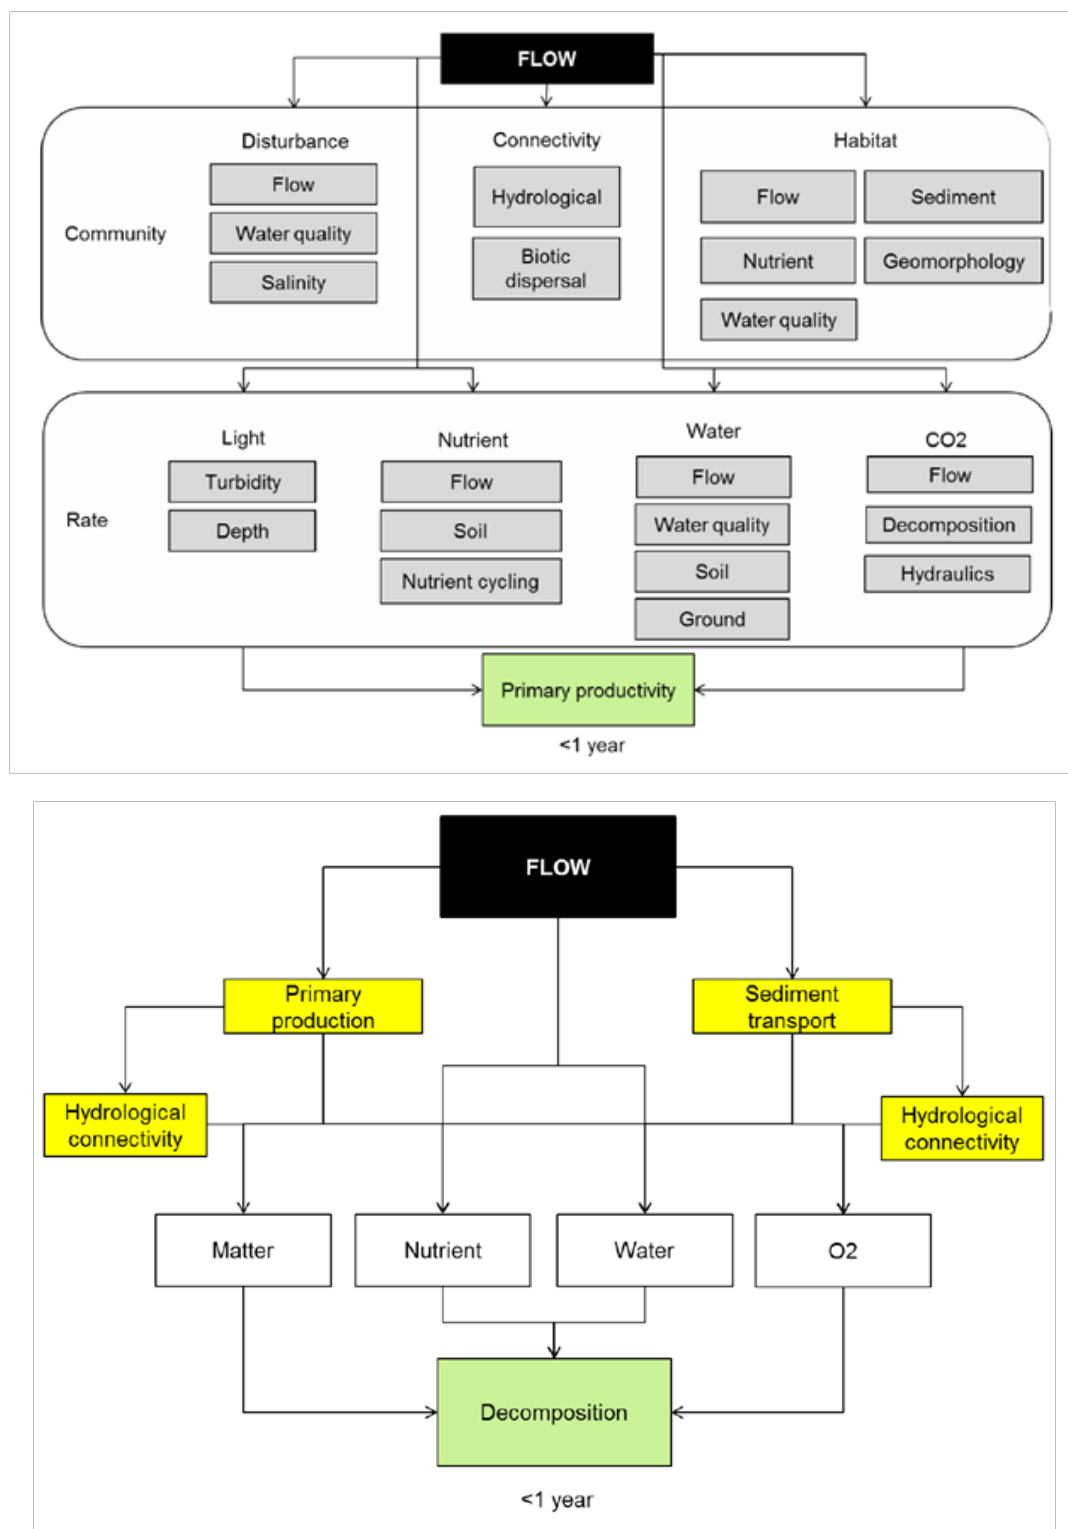 FLOW
Disturbance
Connectivity
Habitat
Flow
Hydrological
Flow
Sediment
Community
Water quality
Biotic
dispersal
Nutrient
Geomorphology
Salinity
Water quality
Light
Nutrient
Water
CO2
Turbidity
Flow
Flow
Flow
Rate
Depth
Soil
Water quality
Decomposition
Nutrient cycling
Soil
Hydraulics
Ground
Primary productivity
<1 year
FLOW
Primary
production
Sediment
transport
Hydrological
connectivity
Hydrological
connectivity
Matter
Nutrient
Water
O2
Decomposition
<1 year